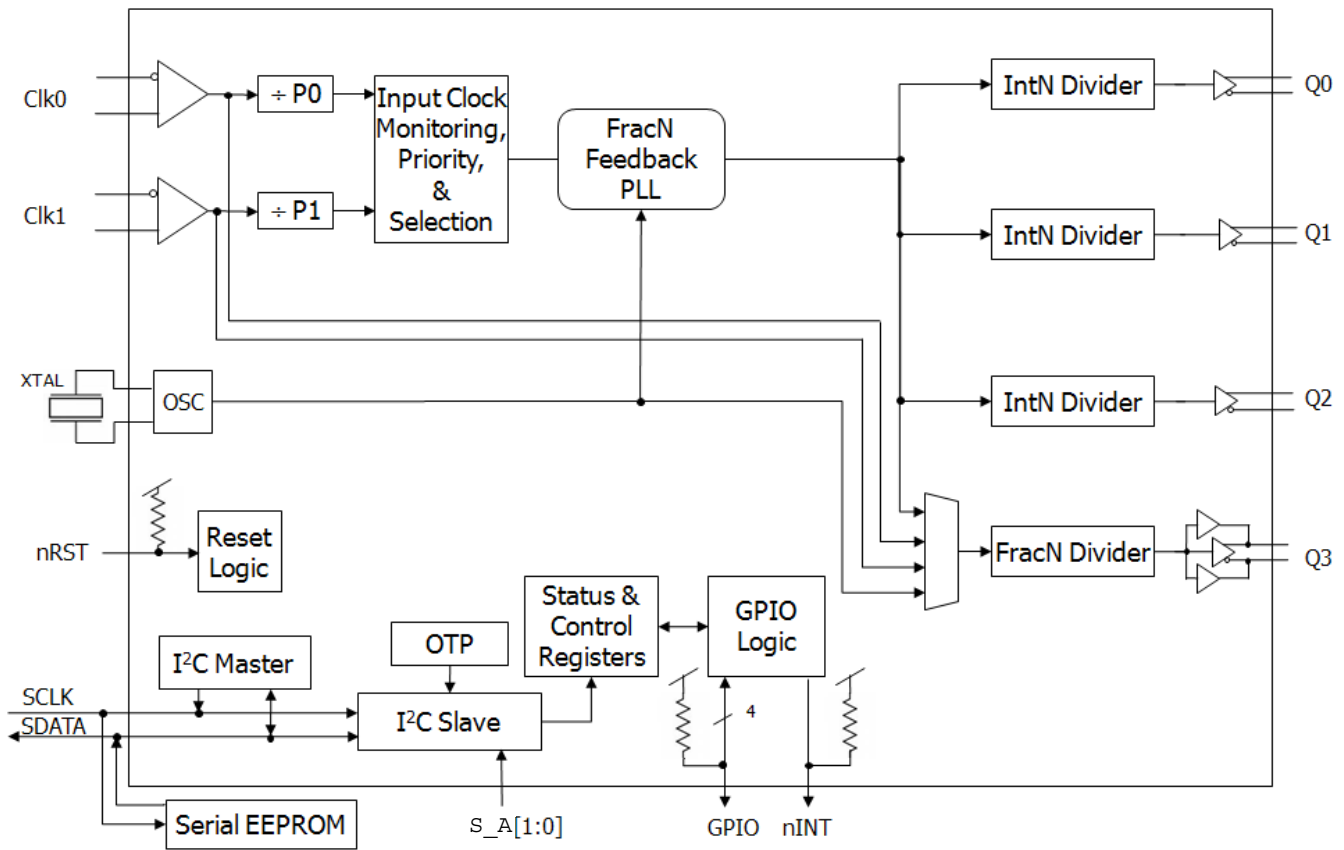 Clk0
÷ P0
Input Clock
Monitoring,
Priority,
&
Selection
FracN
Feedback
PLL
IntN Divider
Q0
Clk1
÷ P1
IntN Divider
Q1
XTAL
OSC
IntN Divider
Q2
nRST
Reset
Logic
FracN Divider
Q3
Status &
Control
Registers
GPIO
Logic
OTP
I²C Master
SCLK
SDATA
I²C Slave
4
Serial EEPROM
S_A[1:0]
GPIO
nINT